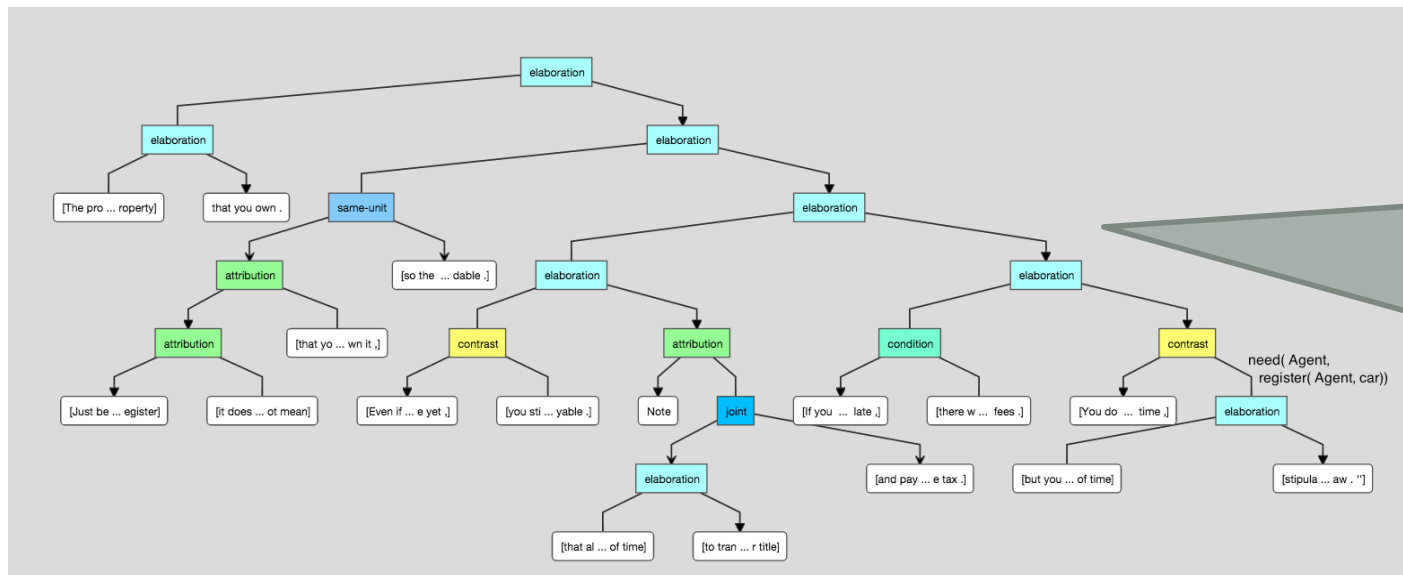 elaboration
elaboration
elaboration
[The pro ... roperty]
that you own .
same-unit
elaboration
attribution
[so the ... dable .]
elaboration
elaboration
attribution
[that yo ... wn it ,]
contrast
attribution
condition
contrast
need( Agent,
register( Agent, car))
[Just be ... egister]
[it does ... ot mean]
[Even if ... e yet ,]
[you sti ... yable .]
Note
joint
[If you ... late ,]
[there w ... fees .]
[You do ... time ,]
elaboration
elaboration
[and pay ... e tax .]
[but you ... of time]
[stipula ... aw . "]
[that al ... of time]
[to tran ... r title]